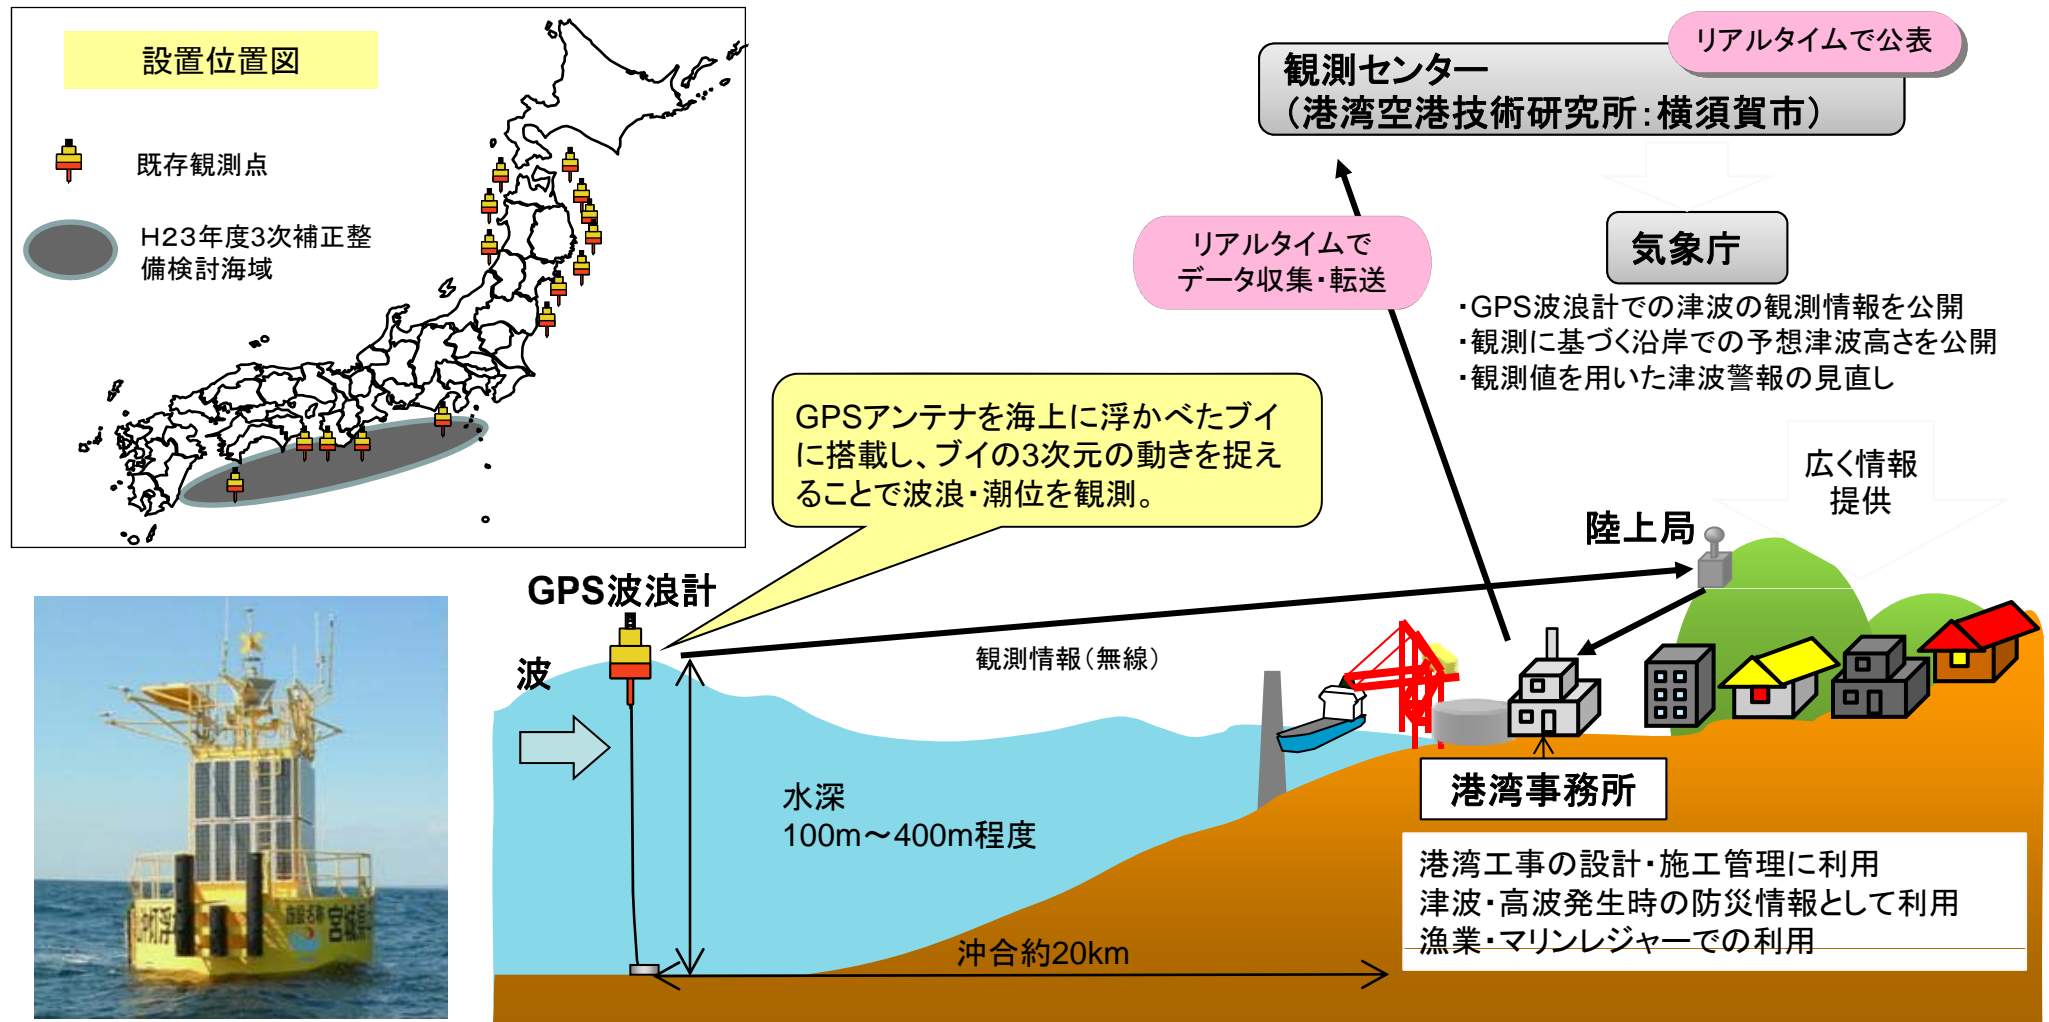 設置位置図
既存観測点
H23年度3次補正整
備検討海域
リアルタイムで公表
観測センター
(港湾空港技術研究所:横須賀市)
リアルタイムで
データ収集・転送
気象庁
・GPS波浪計での津波の観測情報を公開
・観測に基づく沿岸での予想津波高さを公開
・観測値を用いた津波警報の見直し
GPSアンテナを海上に浮かべたブイ
に搭載し、ブイの3次元の動きを捉え
ることで波浪・潮位を観測。
広く情報
提供
陸上局
GPS波浪計
波
観測情報(無線)
水深
100m~400m程度
港湾事務所
港湾工事の設計・施工管理に利用
津波・高波発生時の防災情報として利用
漁業・マリンレジャーでの利用
沖合約20km